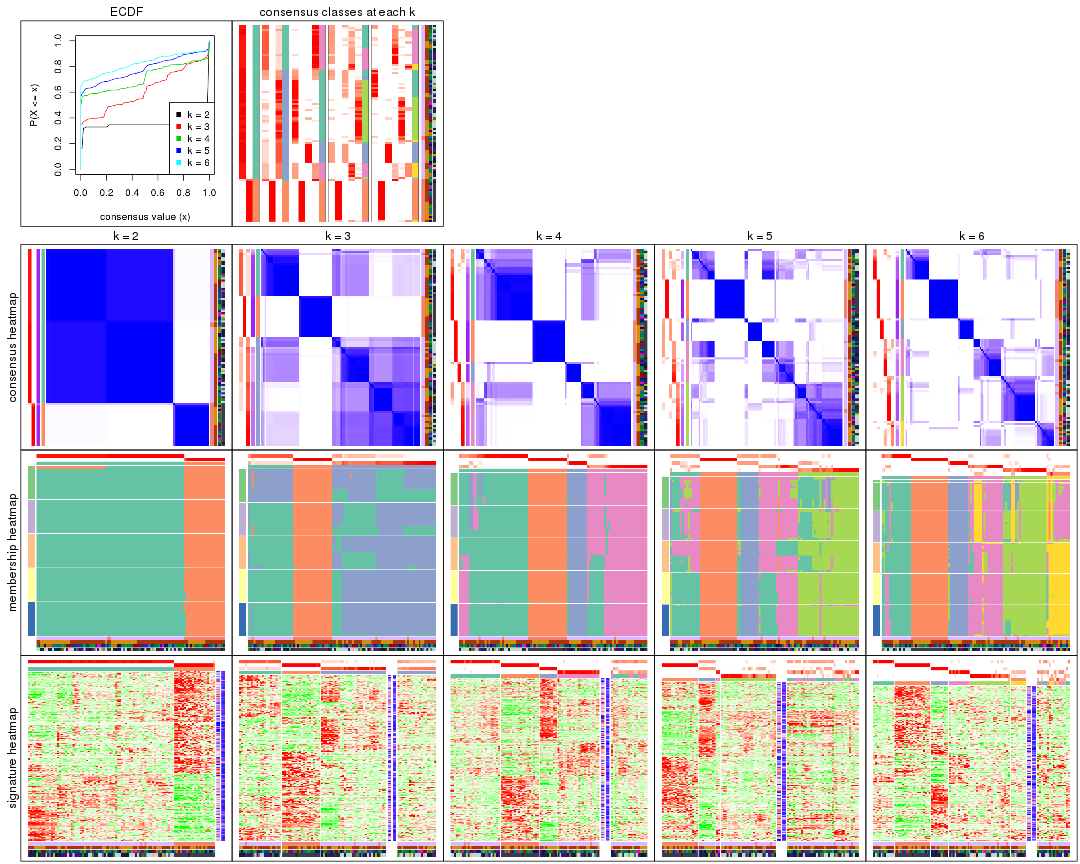 ECDF
consensus classes at each k
P(X <= x)
0.0 0.2 0.4 0.6 0.8 1.0
k = 2
k = 3
k = 4
k = 5
k = 6
0.0 0.2 0.4 0.6 0.8 1.0
consensus value (x)
k = 2
k = 3
k = 4
k = 5
k = 6
consensus heatmap
membership heatmap
signature heatmap